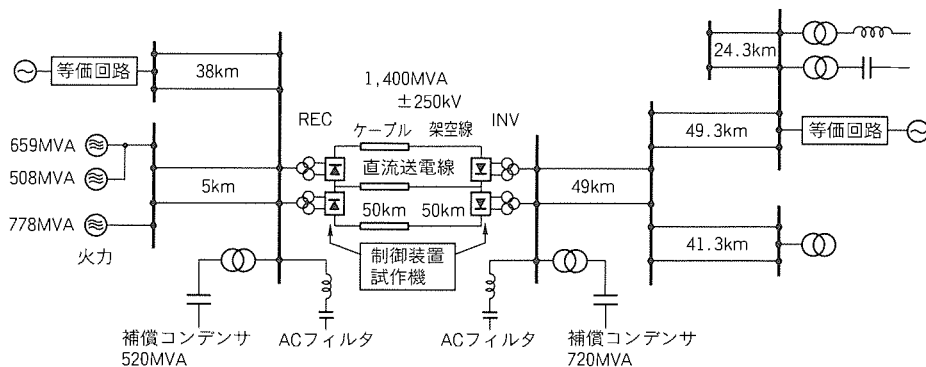 等価回路
38km
659MVA
508MVA
778MVA
火力
5km
補償コンデンサ
520MVA
ACフィルタ
REC
1,400MVA
±250kV
ケーブル
架空線
直流送電線
50km
50km
制御装置
試作機
INV
ACフィルタ
補償コンデンサ
720MVA
49km
49.3km
41.3km
24.3km
等価回路